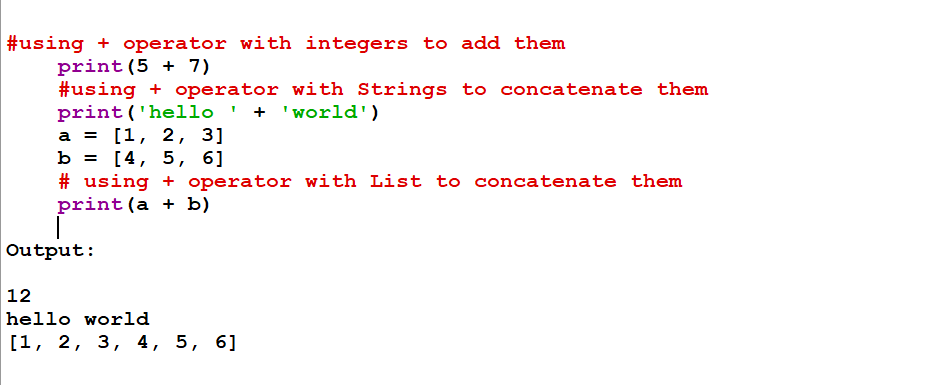 #using + operator with integers to add them
print(5 + 7)
#using + operator with Strings to concatenate them
print('hello ' + 'world')
a = [1, 2, 3]
b = [4, 5, 6]
# using + operator with List to concatenate them
print(a + b)
Output:
12
hello world
[1, 2, 3, 4, 5, 6]